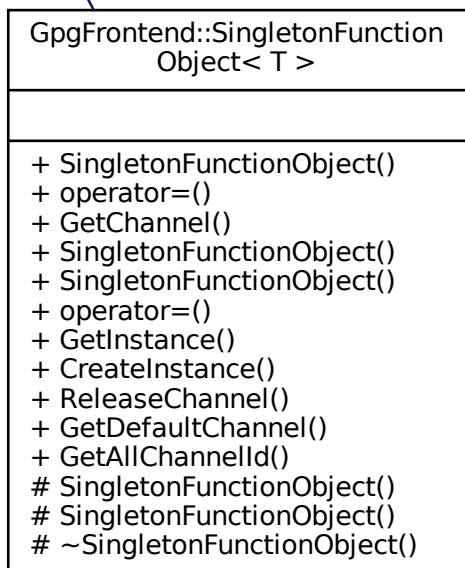 GpgFrontend::SingletonFunction
Object< T >
+ SingletonFunctionObject()
+ operator=()
+ GetChannel()
+ SingletonFunctionObject()
+ SingletonFunctionObject()
+ operator=()
+ GetInstance()
+ CreateInstance()
+ ReleaseChannel()
+ GetDefaultChannel()
+ GetAllChannelId()
# SingletonFunctionObject()
# SingletonFunctionObject()
# ~SingletonFunctionObject()